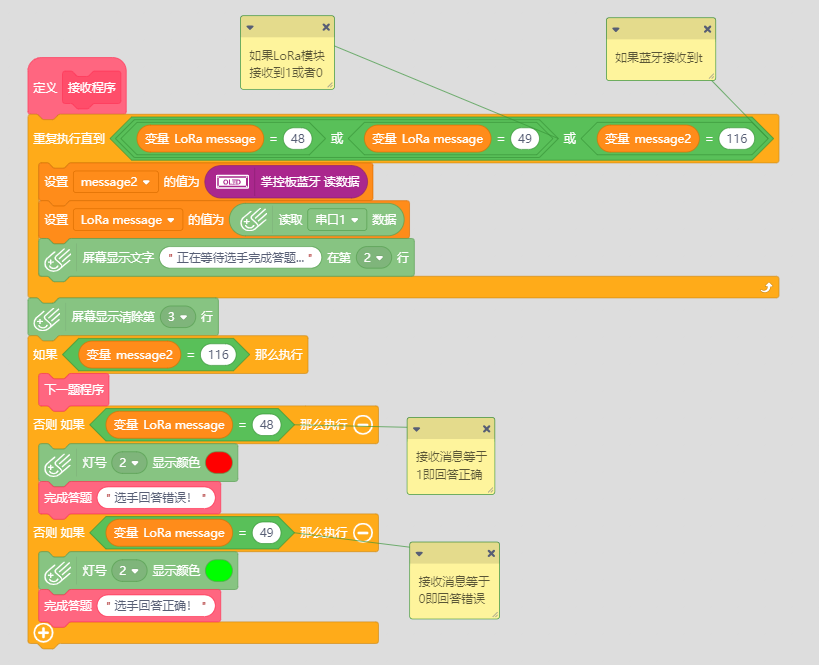 如果LoRa模块
接收到1或者0
如果蓝牙接收到t
定义 接收程序
重复执行直到 变量 LoRa message = 48 或 变量 LoRa message = 49 或 变量 message2 = 116
设置 message2 的值为 OLED 掌控板蓝牙 读数据
设置 LoRa message 的值为 读取 串口1 数据
屏幕显示文字 " 正在等待选手完成答题... " 在第 2 行
屏幕显示清除第 3 行
如果 变量 message2 = 116 那么执行
下一题程序
否则 如果 变量 LoRa message = 48 那么执行
接收消息等于
1即回答正确
灯号 2 显示颜色
完成答题 " 选手回答错误！ "
否则 如果 变量 LoRa message = 49 那么执行
接收消息等于
0即回答错误
灯号 2 显示颜色
完成答题 " 选手回答正确！ "